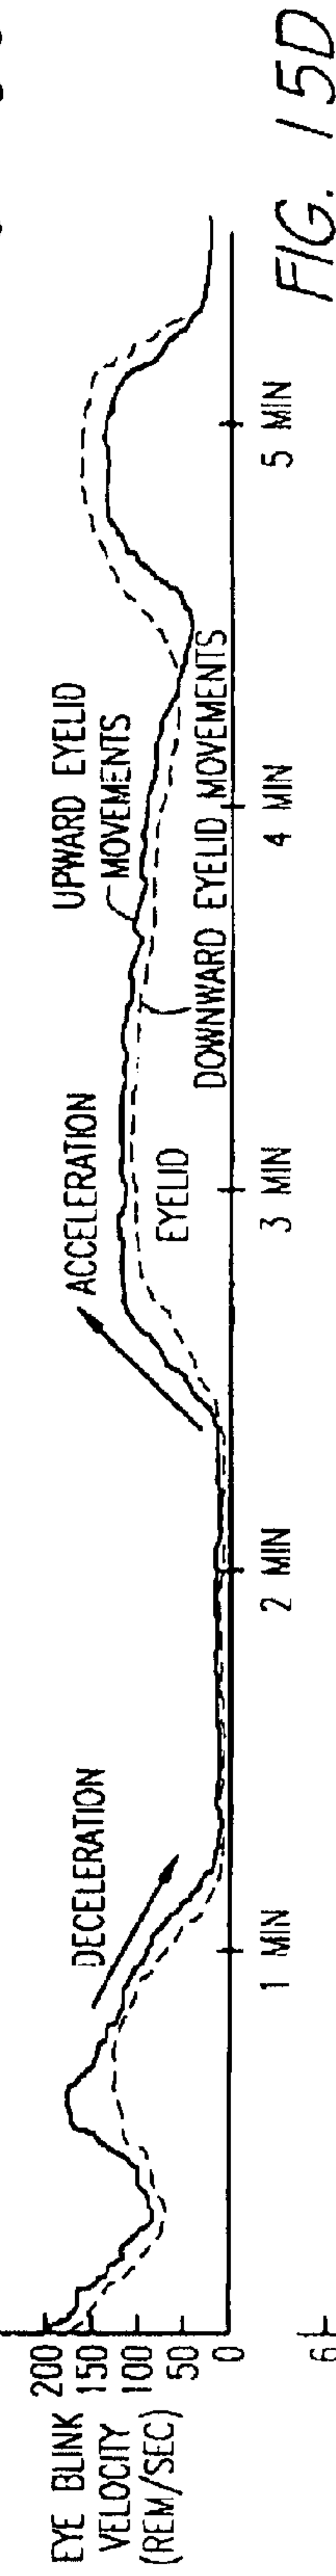 EYE BLINK
VELOCITY
(REM/SEC)
200
150
100
50
0
DECELERATION
ACCELERATION
EYELID
UPWARD EYELID
MOVEMENTS
DOWNWARD EYELID MOVEMENTS
1 MIN
2 MIN
3 MIN
4 MIN
5 MIN
FIG. 15D
6